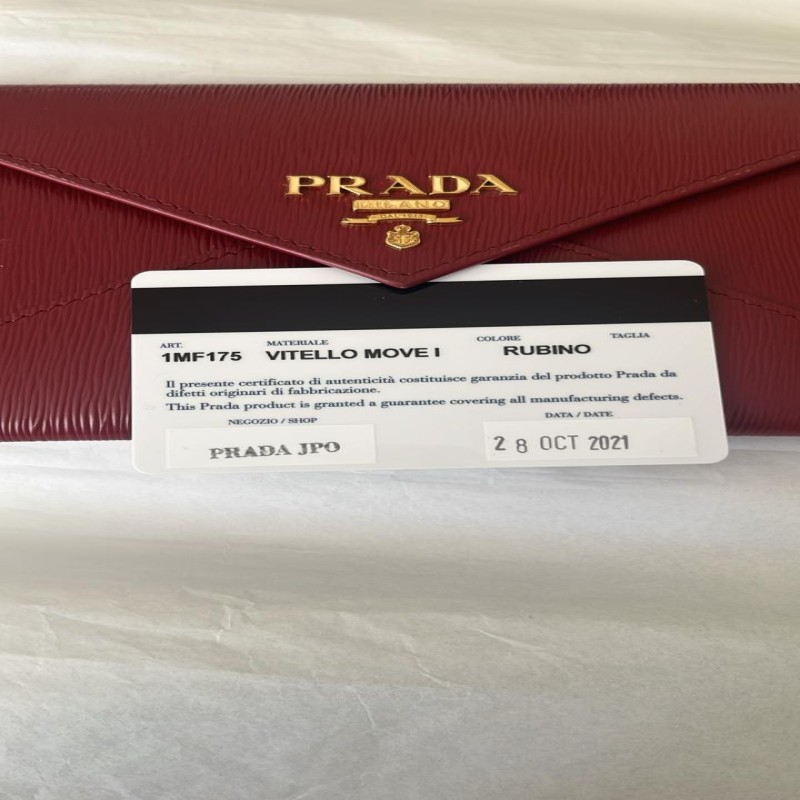 PRADA
MILANO
DAL 1913
ART. MATERIALE COLORE TAGLIA
1MF175 VITELLO MOVE I RUBINO
Il presente certificato di autenticità costituisce garanzia del prodotto Prada da
difetti originari di fabbricazione.
This Prada product is granted a guarantee covering all manufacturing defects.
NEGOZIO / SHOP DATA / DATE
PRADA JPO 28 OCT 2021